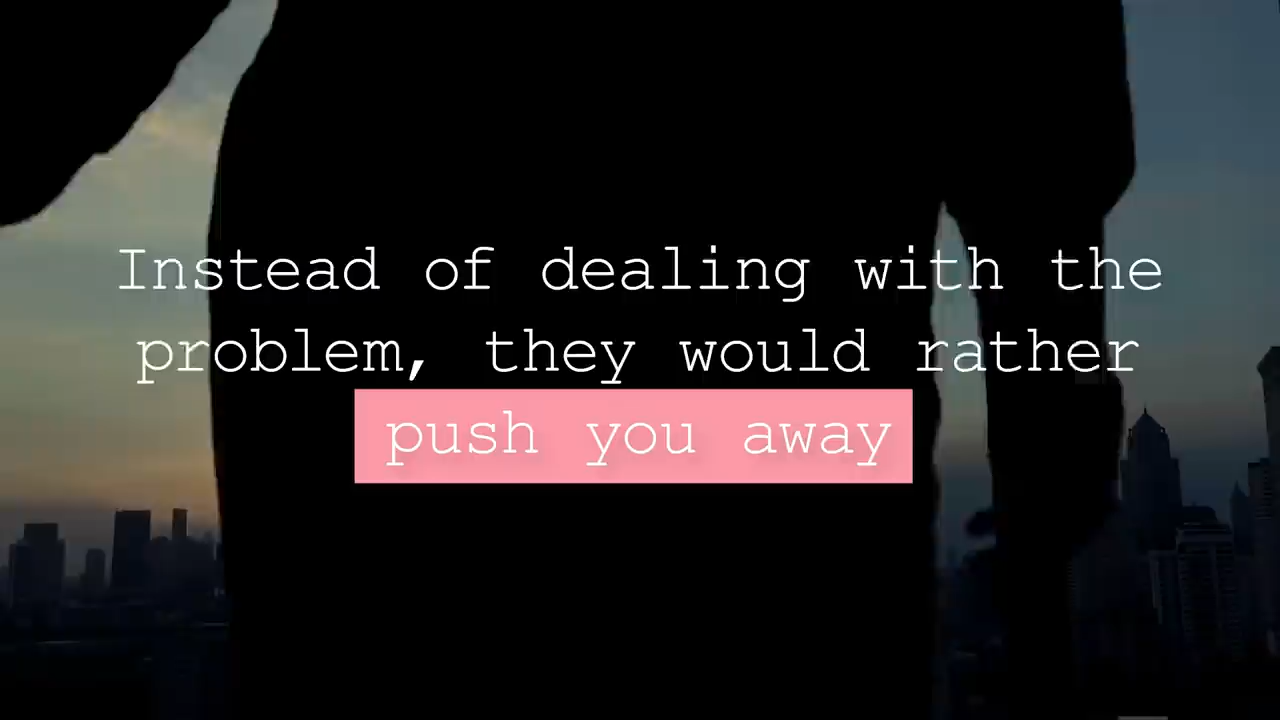 Instead of dealing with the
problem, they would rather
push you away